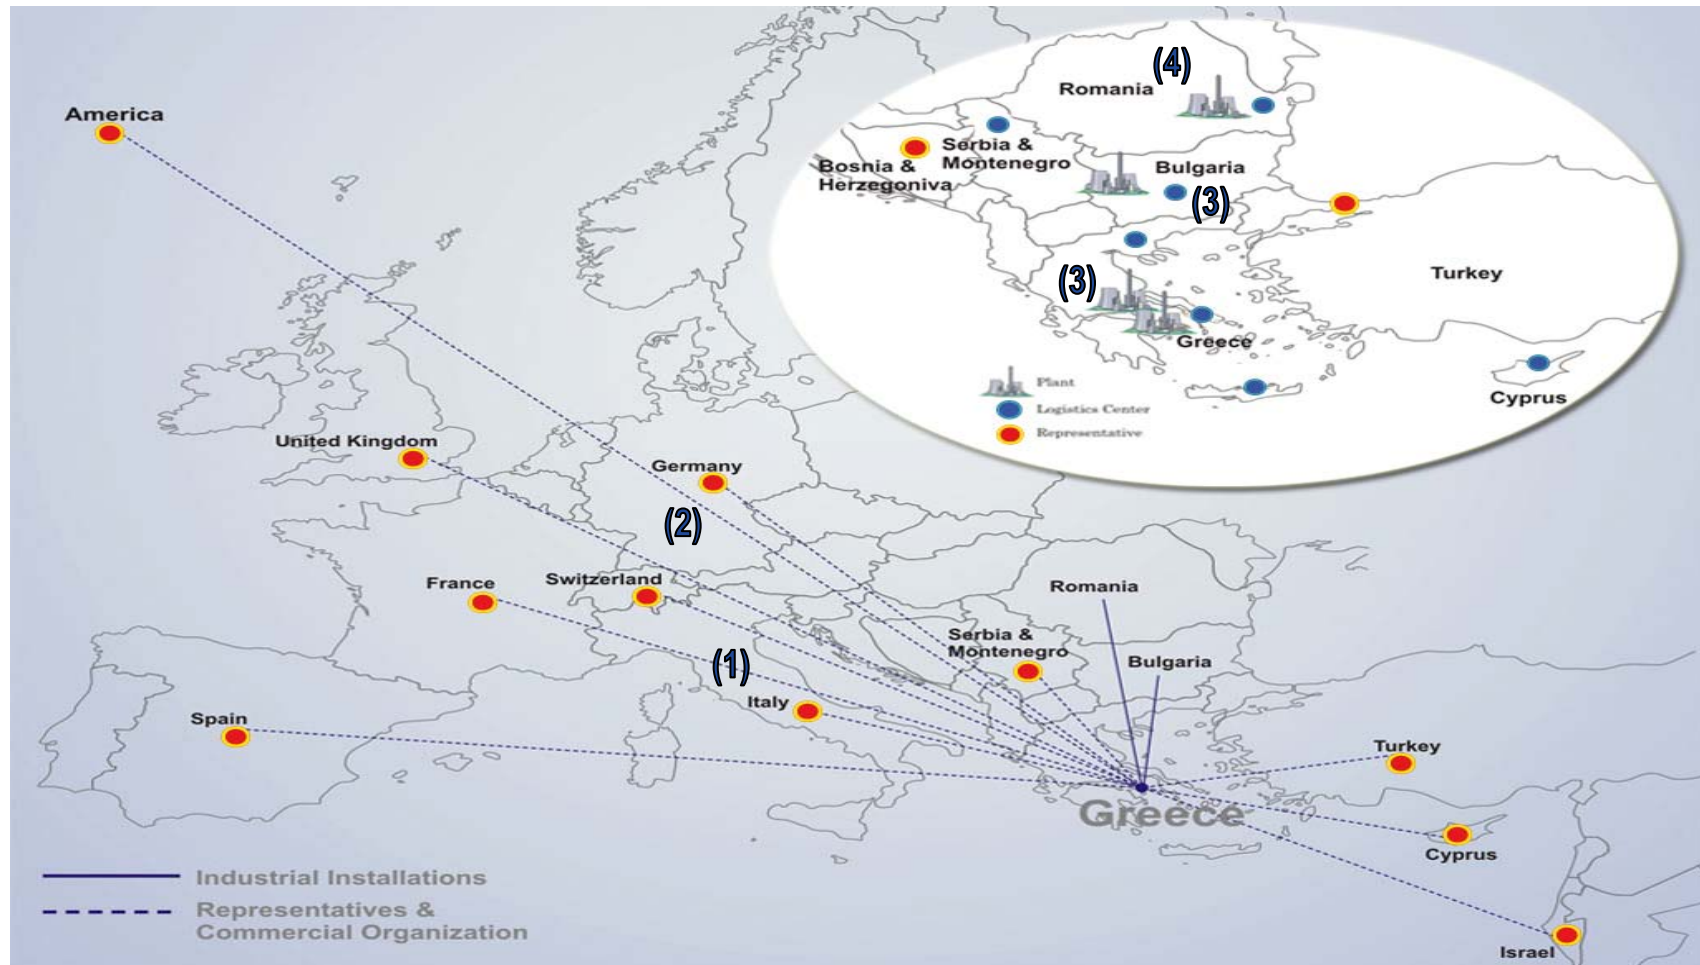 America
(4)
Romania
Serbia &
Montenegro
Bosnia &
Herzegoniva
Bulgaria
(3)
(3)
Turkey
Greece
Cyprus
Plant
Logistics Center
Representative
United Kingdom
Germany
(2)
France
Switzerland
Romania
Serbia &
Montenegro
Bulgaria
(1)
Italy
Spain
Turkey
Greece
Cyprus
Israel
Industrial Installations
Representatives &
Commercial Organization